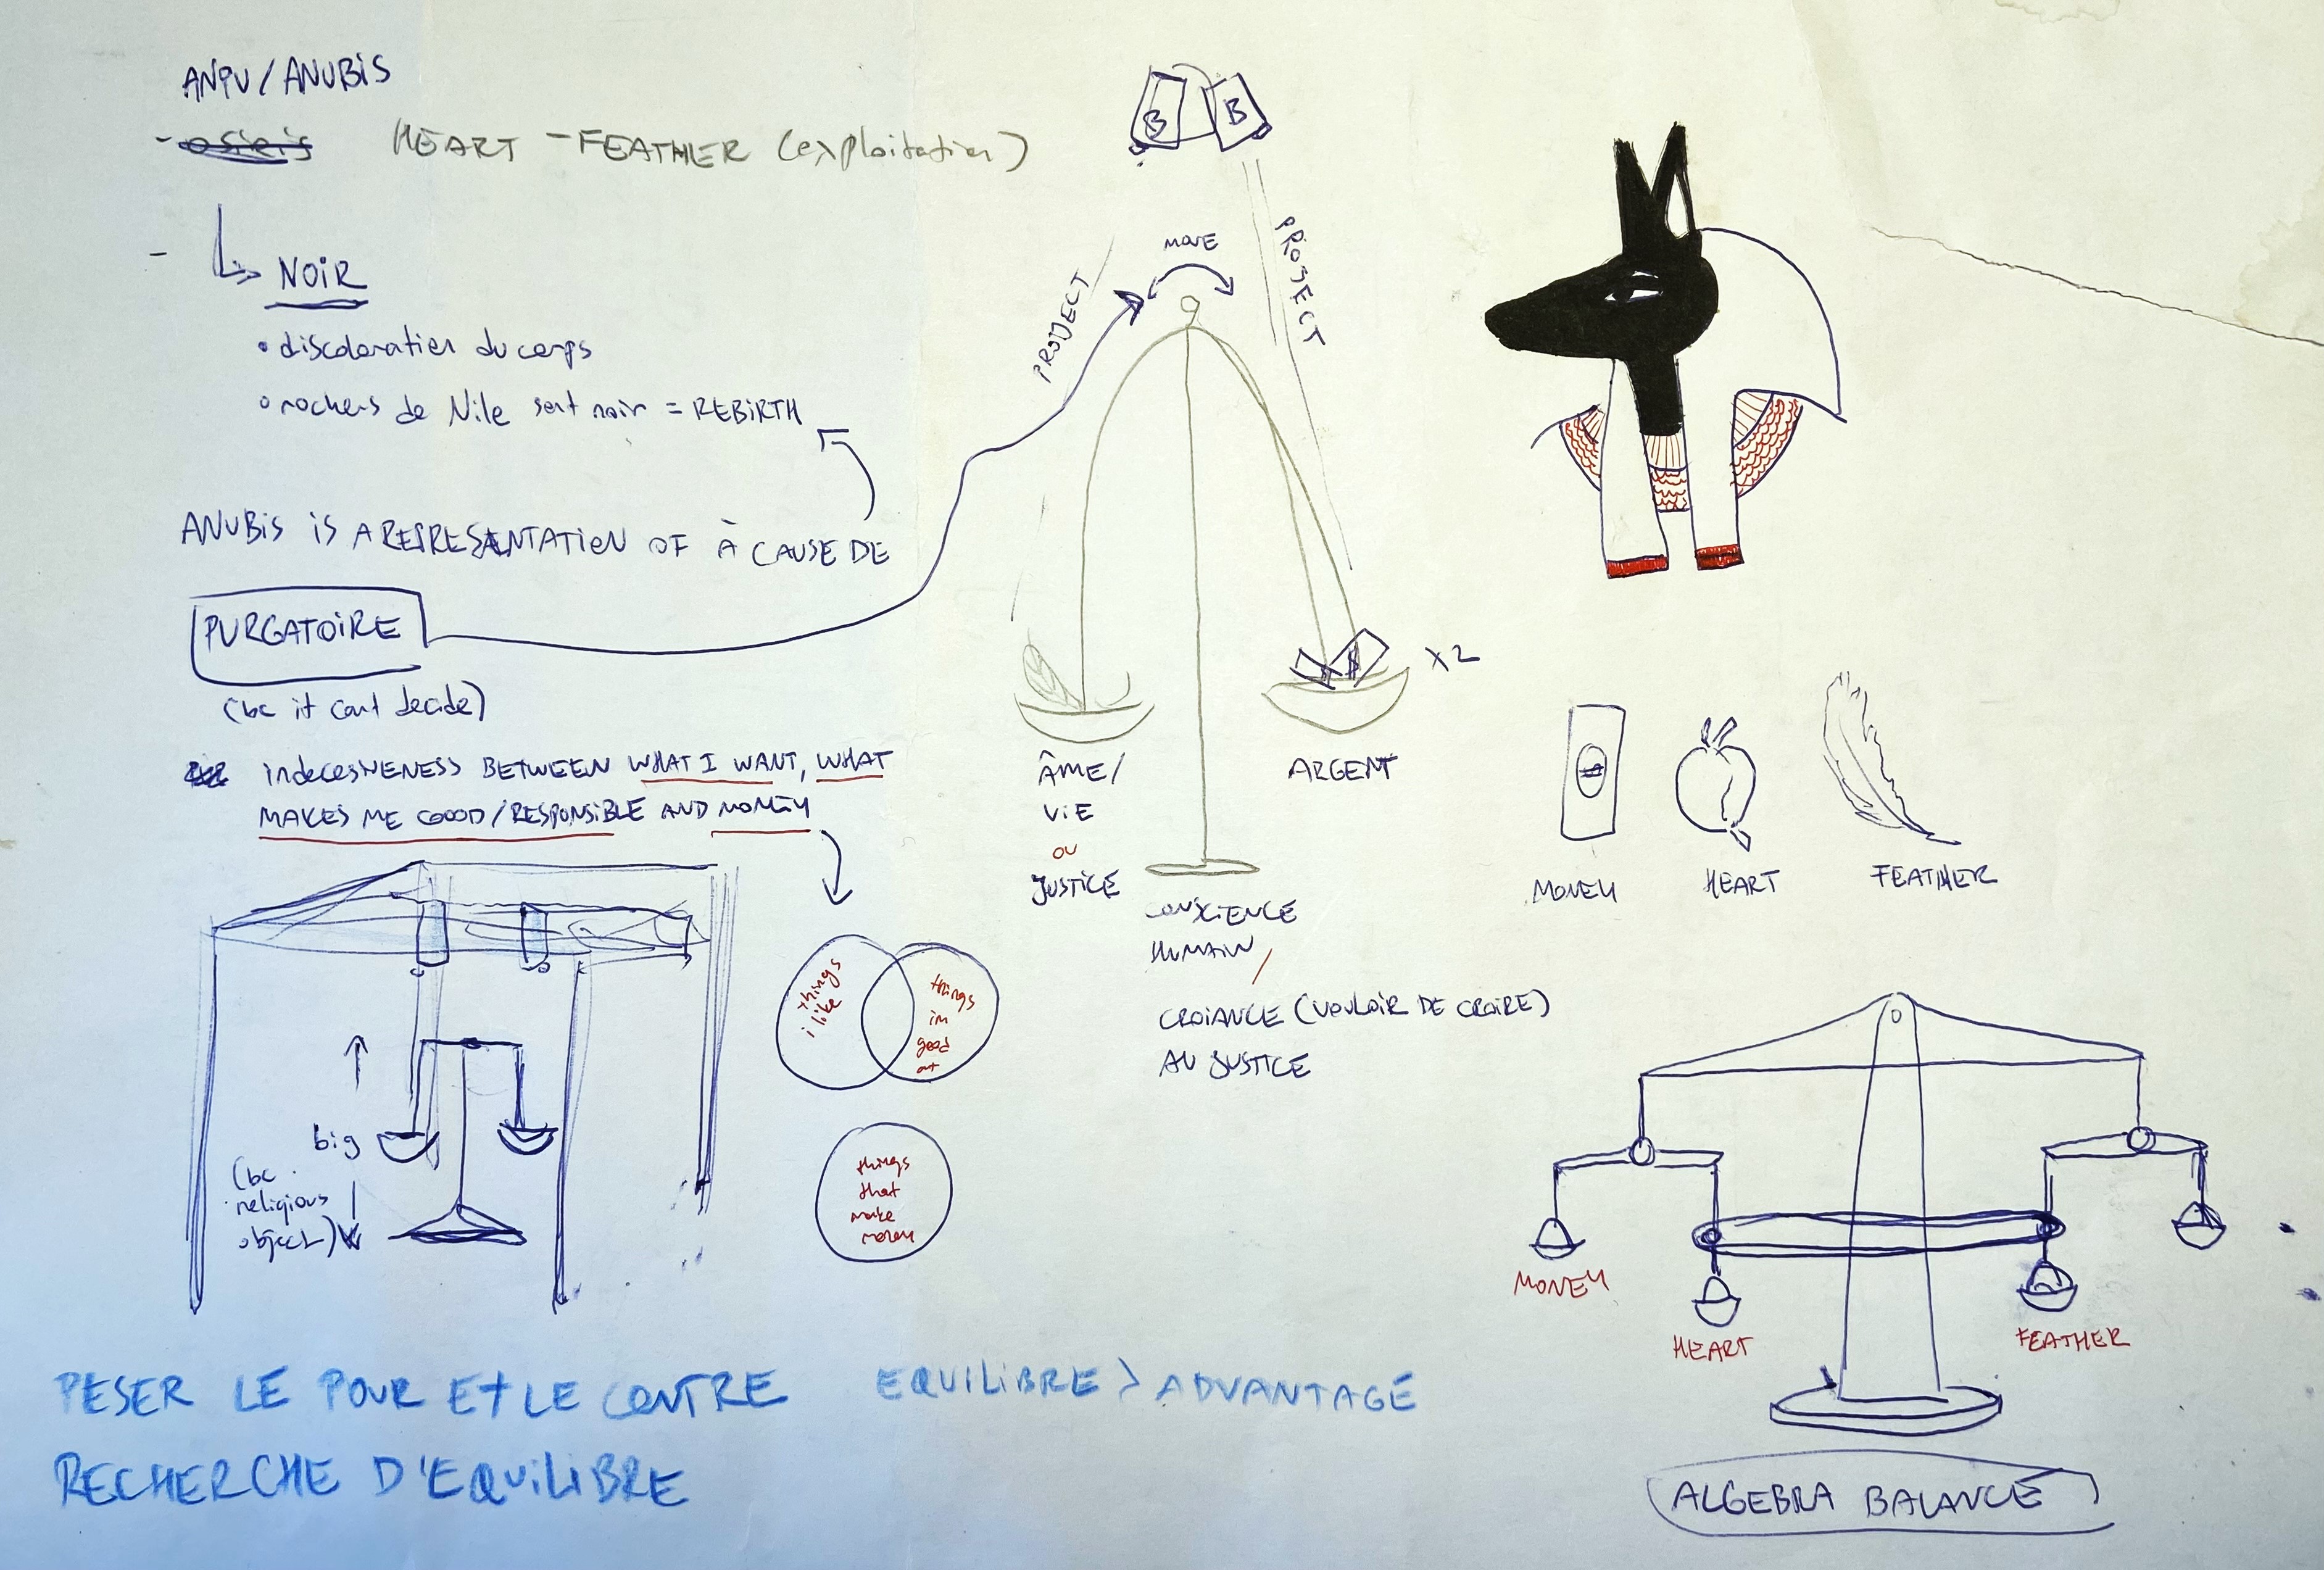 ANPU/ANUBIS
- osiris HEART - FEATHER (exploitation)
- NOIR
• discoloration du corps
• rochers de Nile sont noir = REBIRTH
ANUBIS IS A REPRESANTATION OF À CAUSE DE
PURGATOIRE
(bc it cant decide)
INDECESIVENESS BETWEEN WHAT I WANT, WHAT
MAKES ME GOOD/RESPONSIBLE AND MONEY
big
(bc
religious
object)
things
i like
things
im
good
at
things
that
make
money
B B
MOVE
PROJECT
PROJECT
X2
ÂME/
VIE
OU
JUSTICE
ARGENT
CONSCIENCE
HUMAIN/
CROIANCE (VOULOIR DE CROIRE)
AU JUSTICE
$
MONEY
HEART
FEATHER
MONEY
HEART
FEATHER
ALGEBRA BALANCE
PESER LE POUR ET LE CONTRE
RECHERCHE D'EQUILIBRE
EQUILIBRE > ADVANTAGE